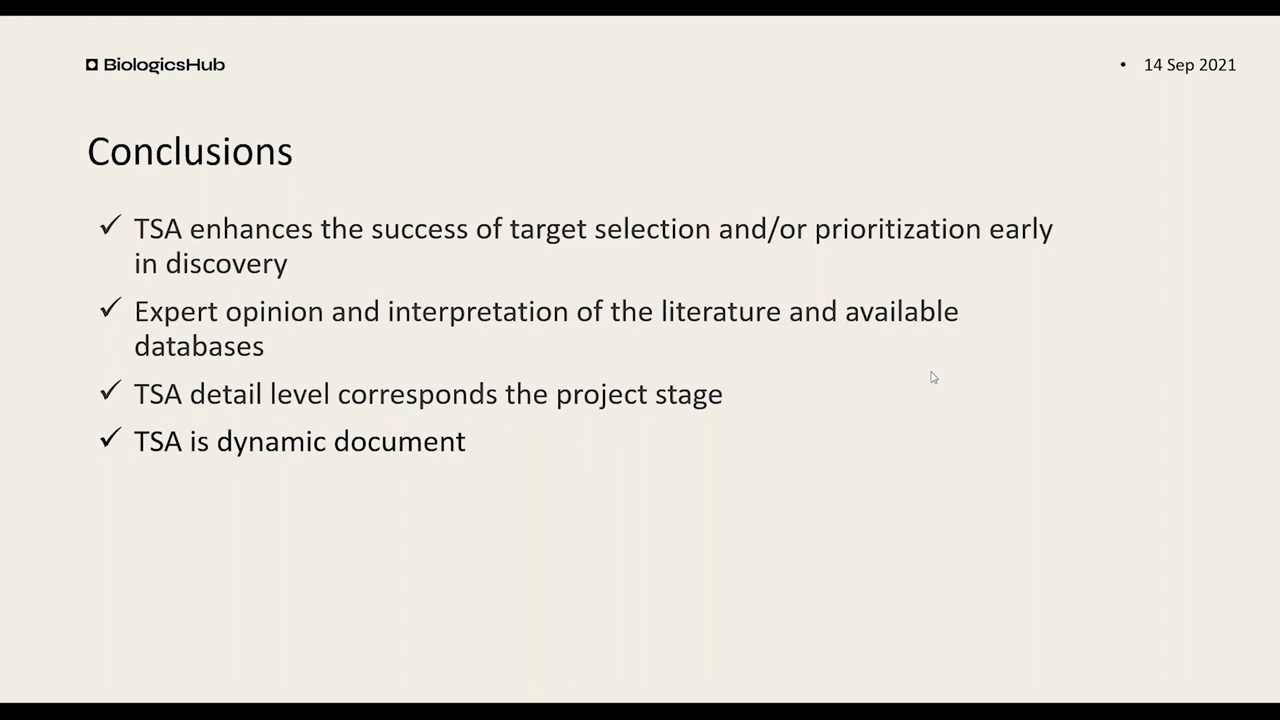 BiologicsHub
• 14 Sep 2021
Conclusions
✓ TSA enhances the success of target selection and/or prioritization early
in discovery
✓ Expert opinion and interpretation of the literature and available
databases
✓ TSA detail level corresponds the project stage
✓ TSA is dynamic document